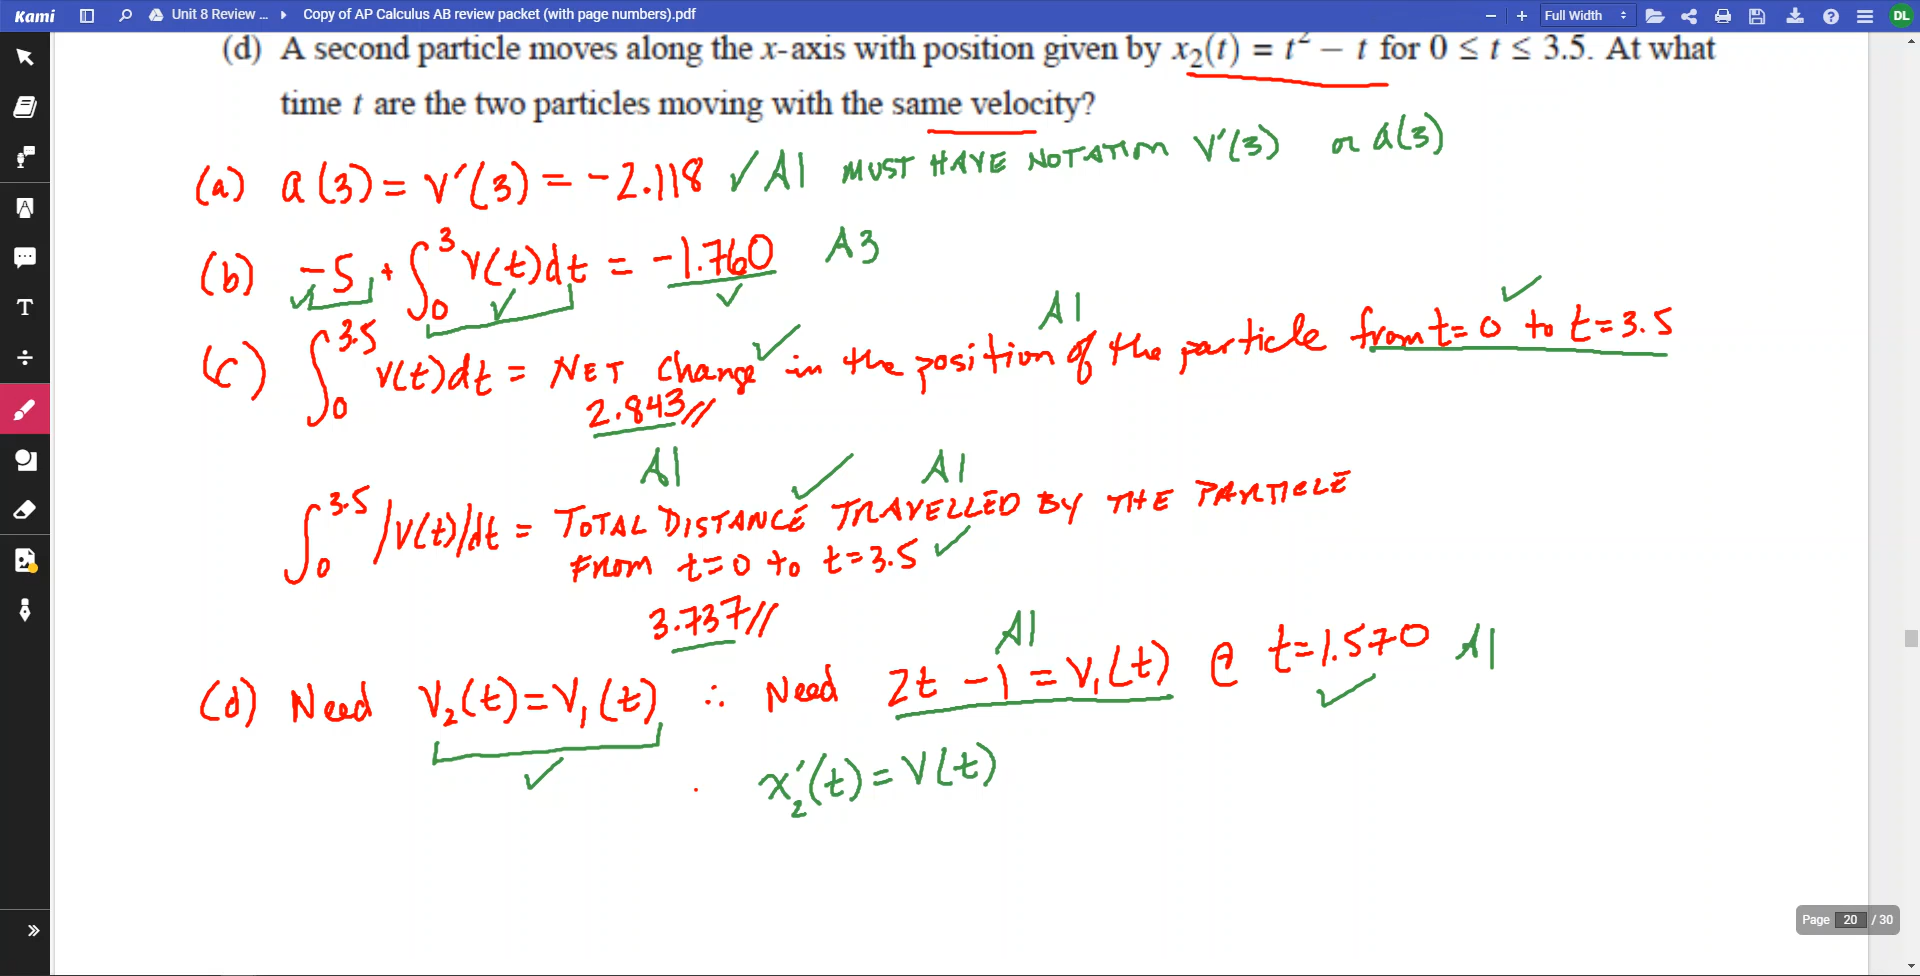 Kami Unit 8 Review ... Copy of AP Calculus AB review packet (with page numbers).pdf Full Width DL
(d) A second particle moves along the x-axis with position given by x₂(t) = t² − t for 0 ≤ t ≤ 3.5. At what
time t are the two particles moving with the same velocity?
(a) a(3) = v'(3) = -2.118 ✓ A1 MUST HAVE NOTATION V'(3) or a(3)
(b) -5 + ∫₀³ v(t)dt = -1.760 A3
A1
(c) ∫₀^3.5 v(t)dt = NET change in the position of the particle from t=0 to t=3.5
2.843//
A1 A1
∫₀^3.5 |v(t)|dt = TOTAL DISTANCE TRAVELLED BY THE PARTICLE
FROM t=0 to t=3.5
3.737//
A1
(d) Need V₂(t)=V₁(t) ∴ Need 2t -1 = V₁(t) @ t=1.570 A1
x₂'(t) = V(t)
Page 20 / 30